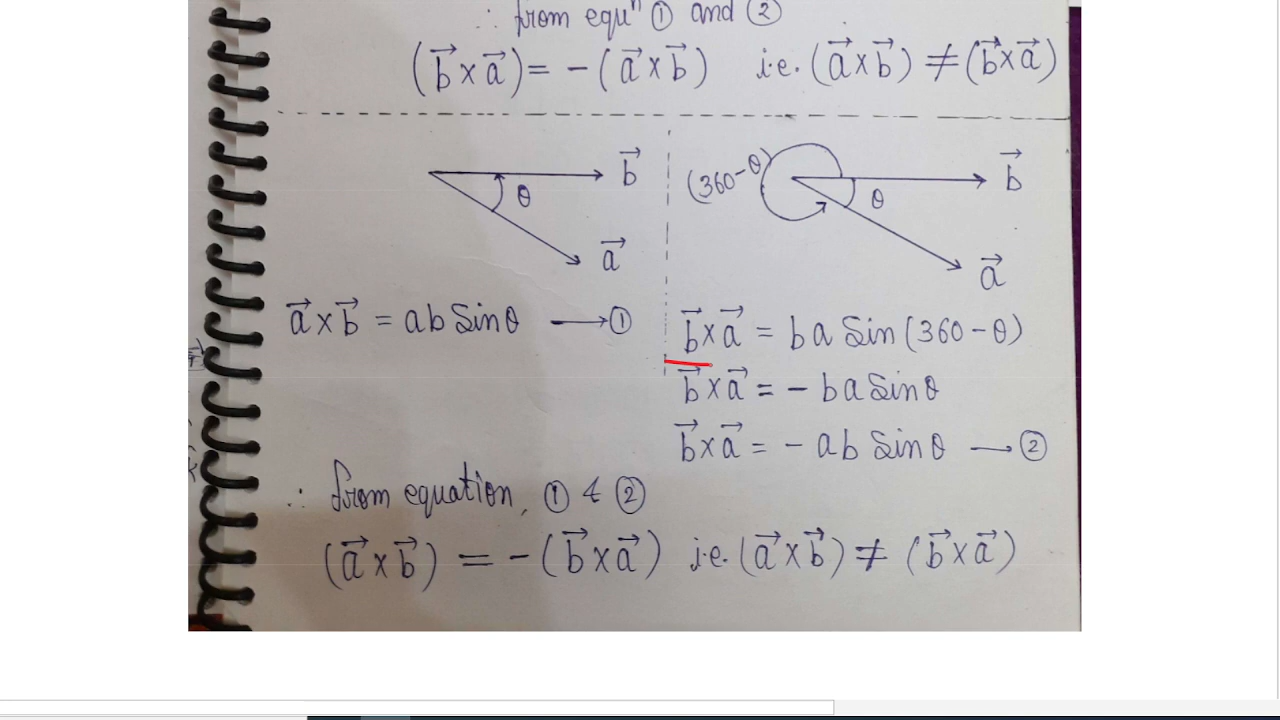 ∴ from equⁿ ① and ②
(b⃗ × a⃗) = - (a⃗ × b⃗) i.e. (a⃗ × b⃗) ≠ (b⃗ × a⃗)
b⃗
θ
a⃗
(360-θ)
b⃗
θ
a⃗
a⃗ × b⃗ = ab Sinθ → ①
b⃗ × a⃗ = ba Sin (360-θ)
b⃗ × a⃗ = - ba Sinθ
b⃗ × a⃗ = - ab Sinθ — ②
∴ from equation, ① & ②
(a⃗ × b⃗) = - (b⃗ × a⃗) i.e. (a⃗ × b⃗) ≠ (b⃗ × a⃗)